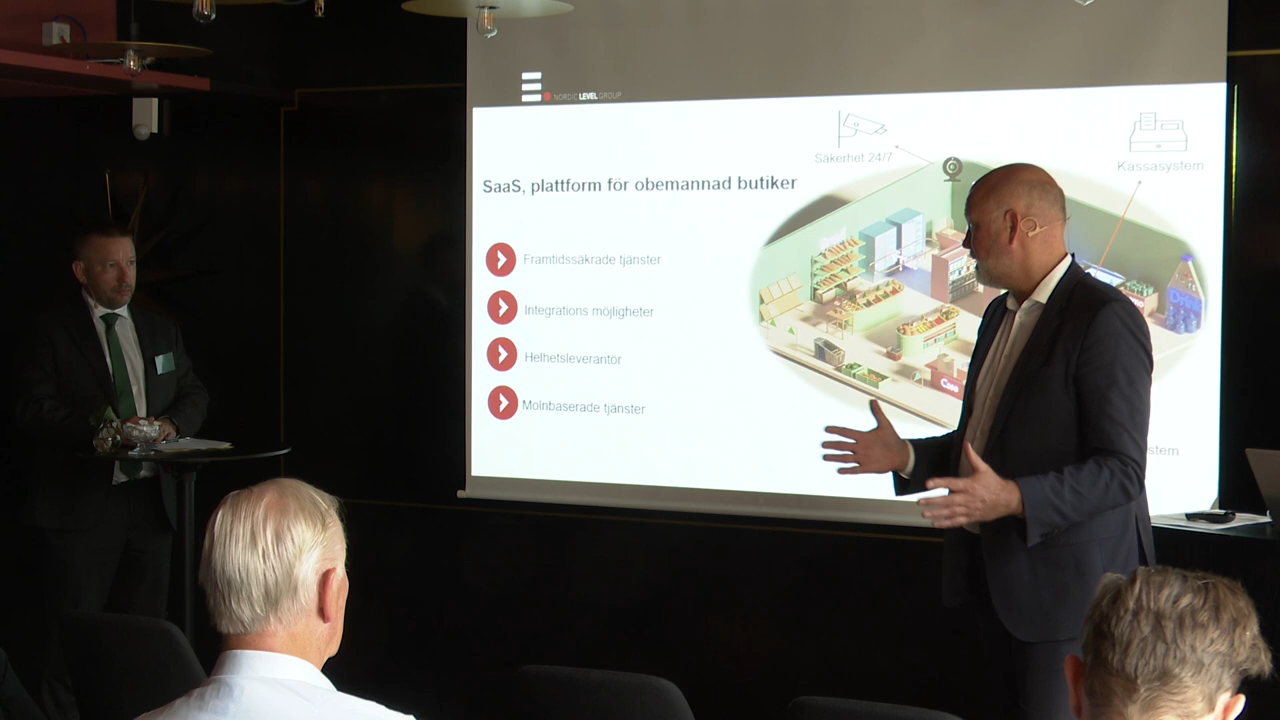 NORDIC LEVEL GROUP
Säkerhet 24/7
Kassasystem
SaaS, plattform för obemannad butiker
Framtidssäkrade tjänster
Integrations möjligheter
Helhetsleverantör
Molnbaserade tjänster